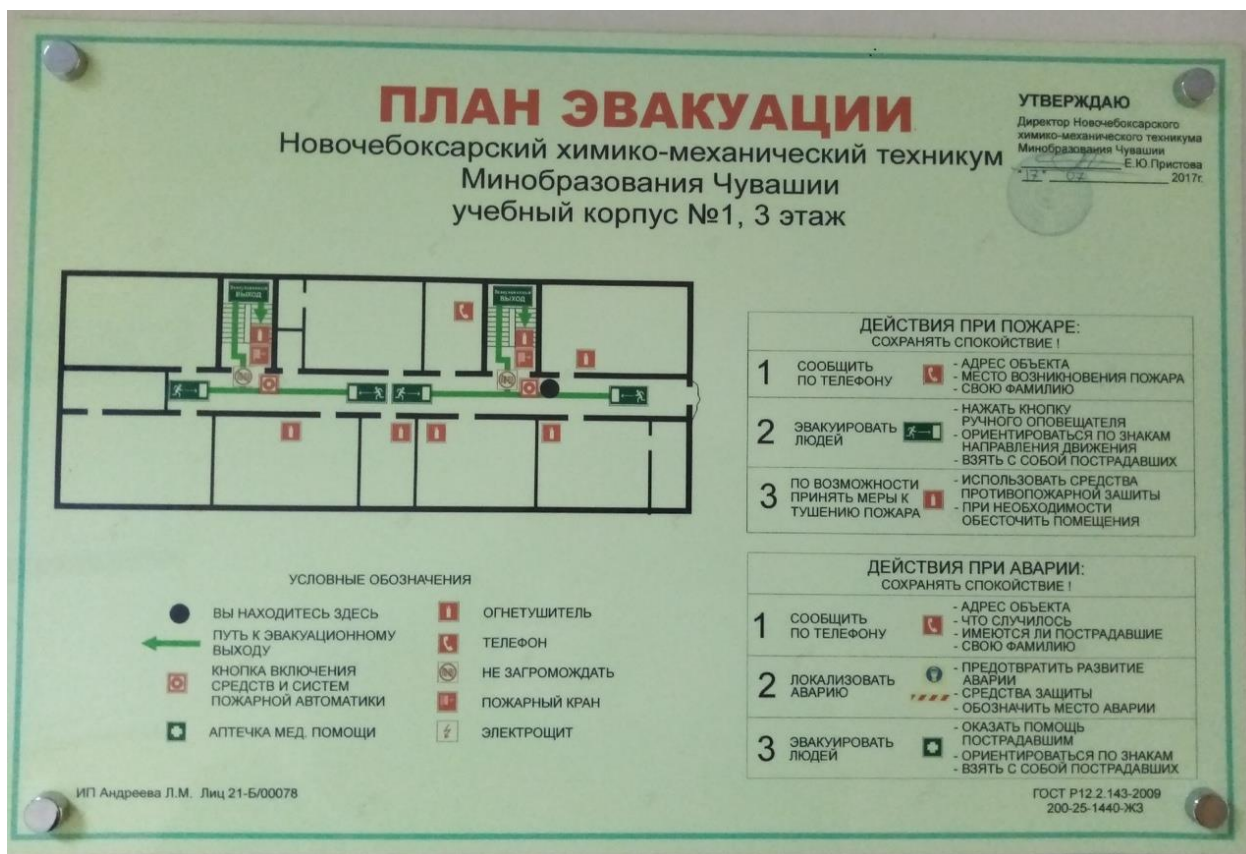 ПЛАН ЭВАКУАЦИИ
Новочебоксарский химико-механический техникум
Минобразования Чувашии
учебный корпус №1, 3 этаж
УТВЕРЖДАЮ
Директор Новочебоксарского
химико-механического техникума
Минобразования Чувашии
Е.Ю.Пристова
"17" 07 2017г.
Эвакуационный
ВЫХОД
Эвакуационный
ВЫХОД
ДЕЙСТВИЯ ПРИ ПОЖАРЕ:
СОХРАНЯТЬ СПОКОЙСТВИЕ !
1
СООБЩИТЬ
ПО ТЕЛЕФОНУ
- АДРЕС ОБЪЕКТА
- МЕСТО ВОЗНИКНОВЕНИЯ ПОЖАРА
- СВОЮ ФАМИЛИЮ
2
ЭВАКУИРОВАТЬ
ЛЮДЕЙ
- НАЖАТЬ КНОПКУ
РУЧНОГО ОПОВЕЩАТЕЛЯ
- ОРИЕНТИРОВАТЬСЯ ПО ЗНАКАМ
НАПРАВЛЕНИЯ ДВИЖЕНИЯ
- ВЗЯТЬ С СОБОЙ ПОСТРАДАВШИХ
3
ПО ВОЗМОЖНОСТИ
ПРИНЯТЬ МЕРЫ К
ТУШЕНИЮ ПОЖАРА
- ИСПОЛЬЗОВАТЬ СРЕДСТВА
ПРОТИВОПОЖАРНОЙ ЗАШИТЫ
- ПРИ НЕОБХОДИМОСТИ
ОБЕСТОЧИТЬ ПОМЕЩЕНИЯ
ДЕЙСТВИЯ ПРИ АВАРИИ:
СОХРАНЯТЬ СПОКОЙСТВИЕ !
1
СООБЩИТЬ
ПО ТЕЛЕФОНУ
- АДРЕС ОБЪЕКТА
- ЧТО СЛУЧИЛОСЬ
- ИМЕЮТСЯ ЛИ ПОСТРАДАВШИЕ
- СВОЮ ФАМИЛИЮ
2
ЛОКАЛИЗОВАТЬ
АВАРИЮ
- ПРЕДОТВРАТИТЬ РАЗВИТИЕ
АВАРИИ
- СРЕДСТВА ЗАЩИТЫ
- ОБОЗНАЧИТЬ МЕСТО АВАРИИ
3
ЭВАКУИРОВАТЬ
ЛЮДЕЙ
- ОКАЗАТЬ ПОМОЩЬ
ПОСТРАДАВШИМ
- ОРИЕНТИРОВАТЬСЯ ПО ЗНАКАМ
- ВЗЯТЬ С СОБОЙ ПОСТРАДАВШИХ
УСЛОВНЫЕ ОБОЗНАЧЕНИЯ
ВЫ НАХОДИТЕСЬ ЗДЕСЬ
ПУТЬ К ЭВАКУАЦИОННОМУ
ВЫХОДУ
КНОПКА ВКЛЮЧЕНИЯ
СРЕДСТВ И СИСТЕМ
ПОЖАРНОЙ АВТОМАТИКИ
АПТЕЧКА МЕД. ПОМОЩИ
ОГНЕТУШИТЕЛЬ
ТЕЛЕФОН
НЕ ЗАГРОМОЖДАТЬ
ПОЖАРНЫЙ КРАН
ЭЛЕКТРОЩИТ
ИП Андреева Л.М. Лиц 21-Б/00078
ГОСТ Р12.2.143-2009
200-25-1440-ЖЗ